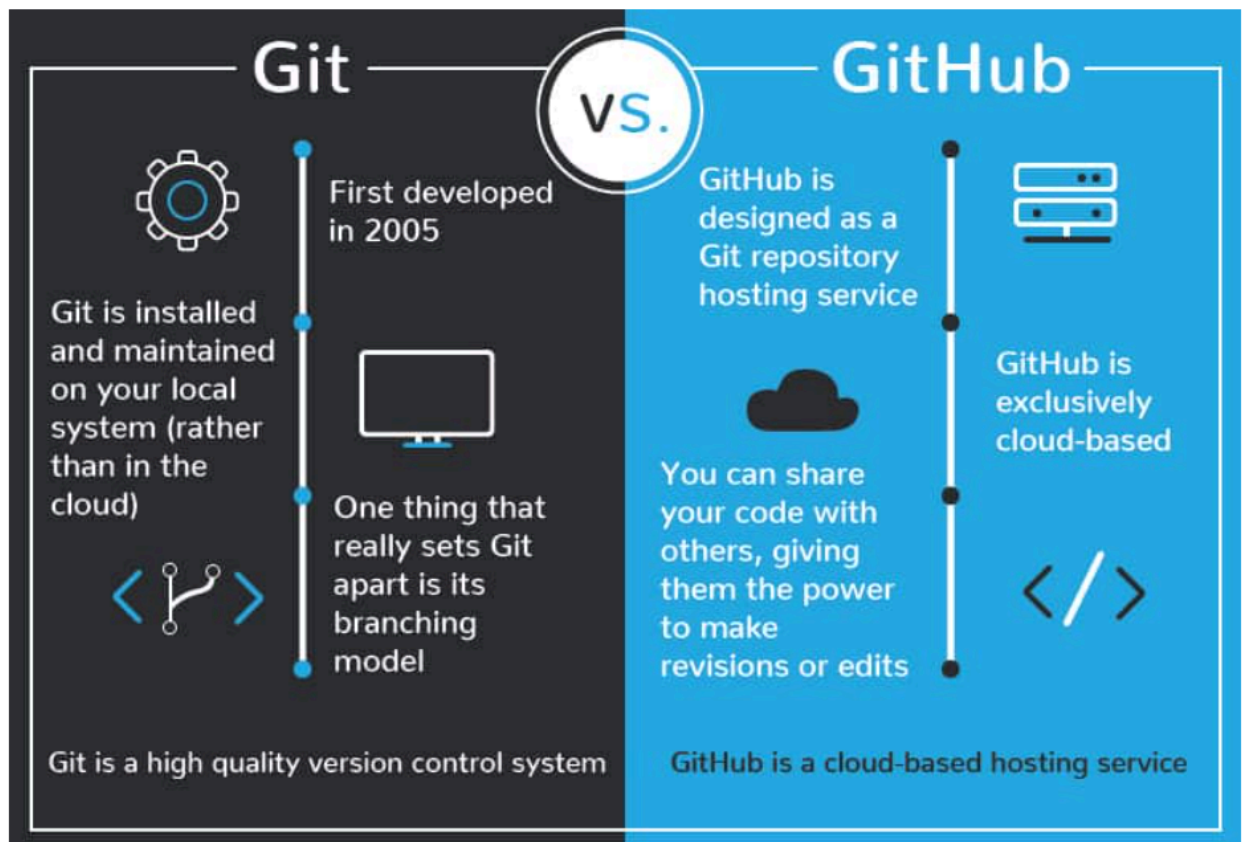 Git
vs.
GitHub
First developed
in 2005
Git is installed
and maintained
on your local
system (rather
than in the
cloud)
One thing that
really sets Git
apart is its
branching
model
Git is a high quality version control system
GitHub is
designed as a
Git repository
hosting service
GitHub is
exclusively
cloud-based
You can share
your code with
others, giving
them the power
to make
revisions or edits
GitHub is a cloud-based hosting service